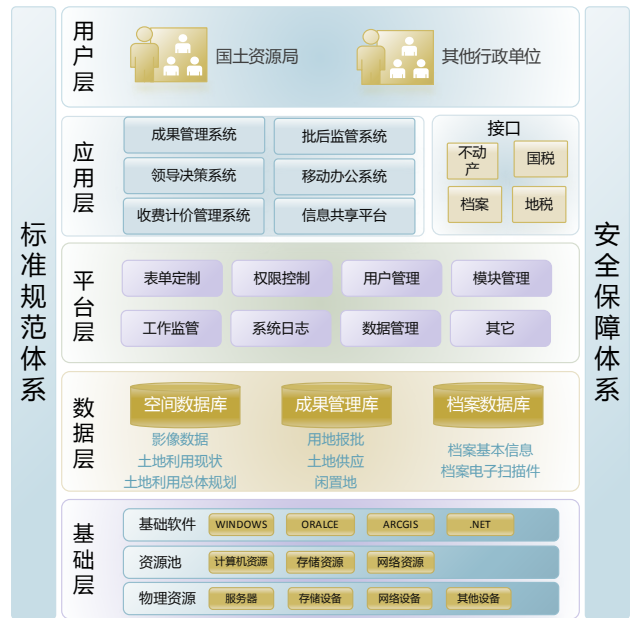 标准规范体系
用户层
国土资源局
其他行政单位
应用层
成果管理系统
批后监管系统
领导决策系统
移动办公系统
收费计价管理系统
信息共享平台
接口
不动
产
国税
档案
地税
平台层
表单定制
权限控制
用户管理
模块管理
工作监管
系统日志
数据管理
其它
数据层
空间数据库
影像数据
土地利用现状
土地利用总体规划
成果管理库
用地报批
土地供应
闲置地
档案数据库
档案基本信息
档案电子扫描件
基础层
基础软件
WINDOWS
ORALCE
ARCGIS
.NET
资源池
计算机资源
存储资源
网络资源
物理资源
服务器
存储设备
网络设备
其他设备
安全保障体系